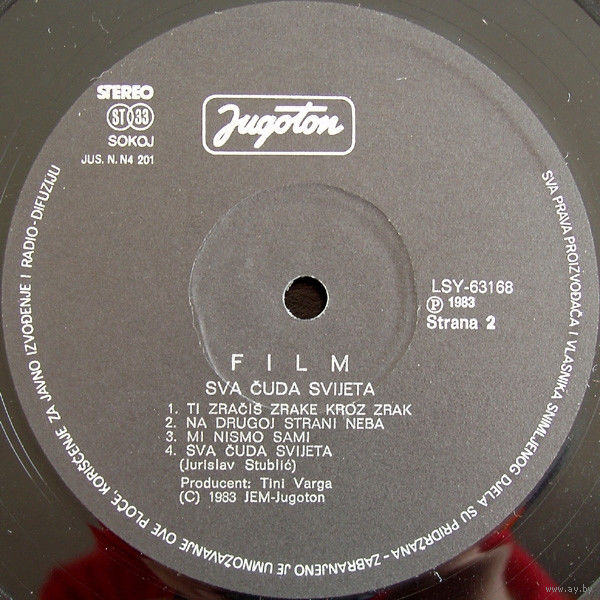 STEREO
ST 33
SOKOJ
JUS. N. N4 201
Jugoton
LSY-63168
Ⓟ 1983
Strana 2
FILM
SVA ČUDA SVIJETA
1. TI ZRAČIŠ ZRAKE KROZ ZRAK
2. NA DRUGOJ STRANI NEBA
3. MI NISMO SAMI
4. SVA ČUDA SVIJETA
(Jurislav Stublić)
Producent: Tini Varga
(C) 1983 JEM-Jugoton
SVA PRAVA PROIZVOĐAČA I VLASNIKA SNIMLJENOG DJELA SU PRIDRŽANA - ZABRANJENO JE UMNOŽAVANJE OVE PLOČE, KORIŠĆENJE ZA JAVNO IZVOĐENJE I RADIO-DIFUZIJU
www.ay.by